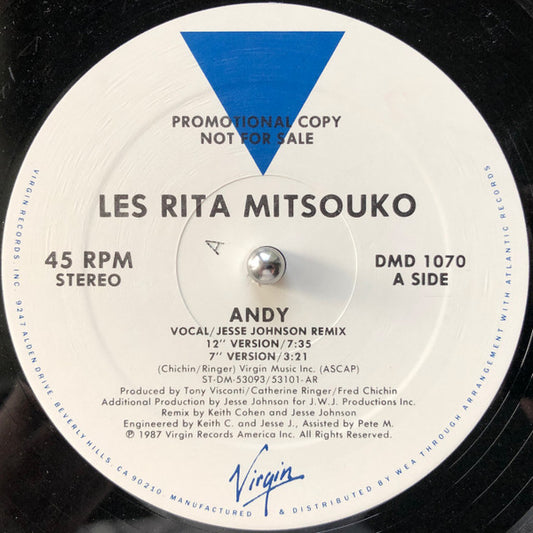 PROMOTIONAL COPY
NOT FOR SALE
LES RITA MITSOUKO
A
45 RPM
STEREO
DMD 1070
A SIDE
ANDY
VOCAL/JESSE JOHNSON REMIX
12" VERSION/7:35
7" VERSION/3:21
(Chichin/Ringer) Virgin Music Inc. (ASCAP)
ST-DM-53093/53101-AR
Produced by Tony Visconti/Catherine Ringer/Fred Chichin
Additional Production by Jesse Johnson for J.W.J. Productions Inc.
Remix by Keith Cohen and Jesse Johnson
Engineered by Keith C. and Jesse J., Assisted by Pete M.
Ⓟ 1987 Virgin Records America Inc. All Rights Reserved.
Virgin
VIRGIN RECORDS, INC. 9247 ALDEN DRIVE, BEVERLY HILLS, CA 90210. MANUFACTURED & DISTRIBUTED BY WEA THROUGH ARRANGEMENT WITH ATLANTIC RECORDS